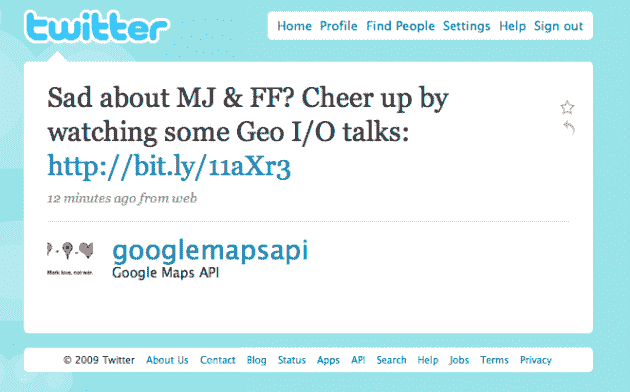 twitter
Home Profile Find People Settings Help Sign out
Sad about MJ & FF? Cheer up by
watching some Geo I/O talks:
http://bit.ly/11aXr3
12 minutes ago from web
googlemapsapi
Google Maps API
Mark love, not war.
© 2009 Twitter About Us Contact Blog Status Apps API Search Help Jobs Terms Privacy